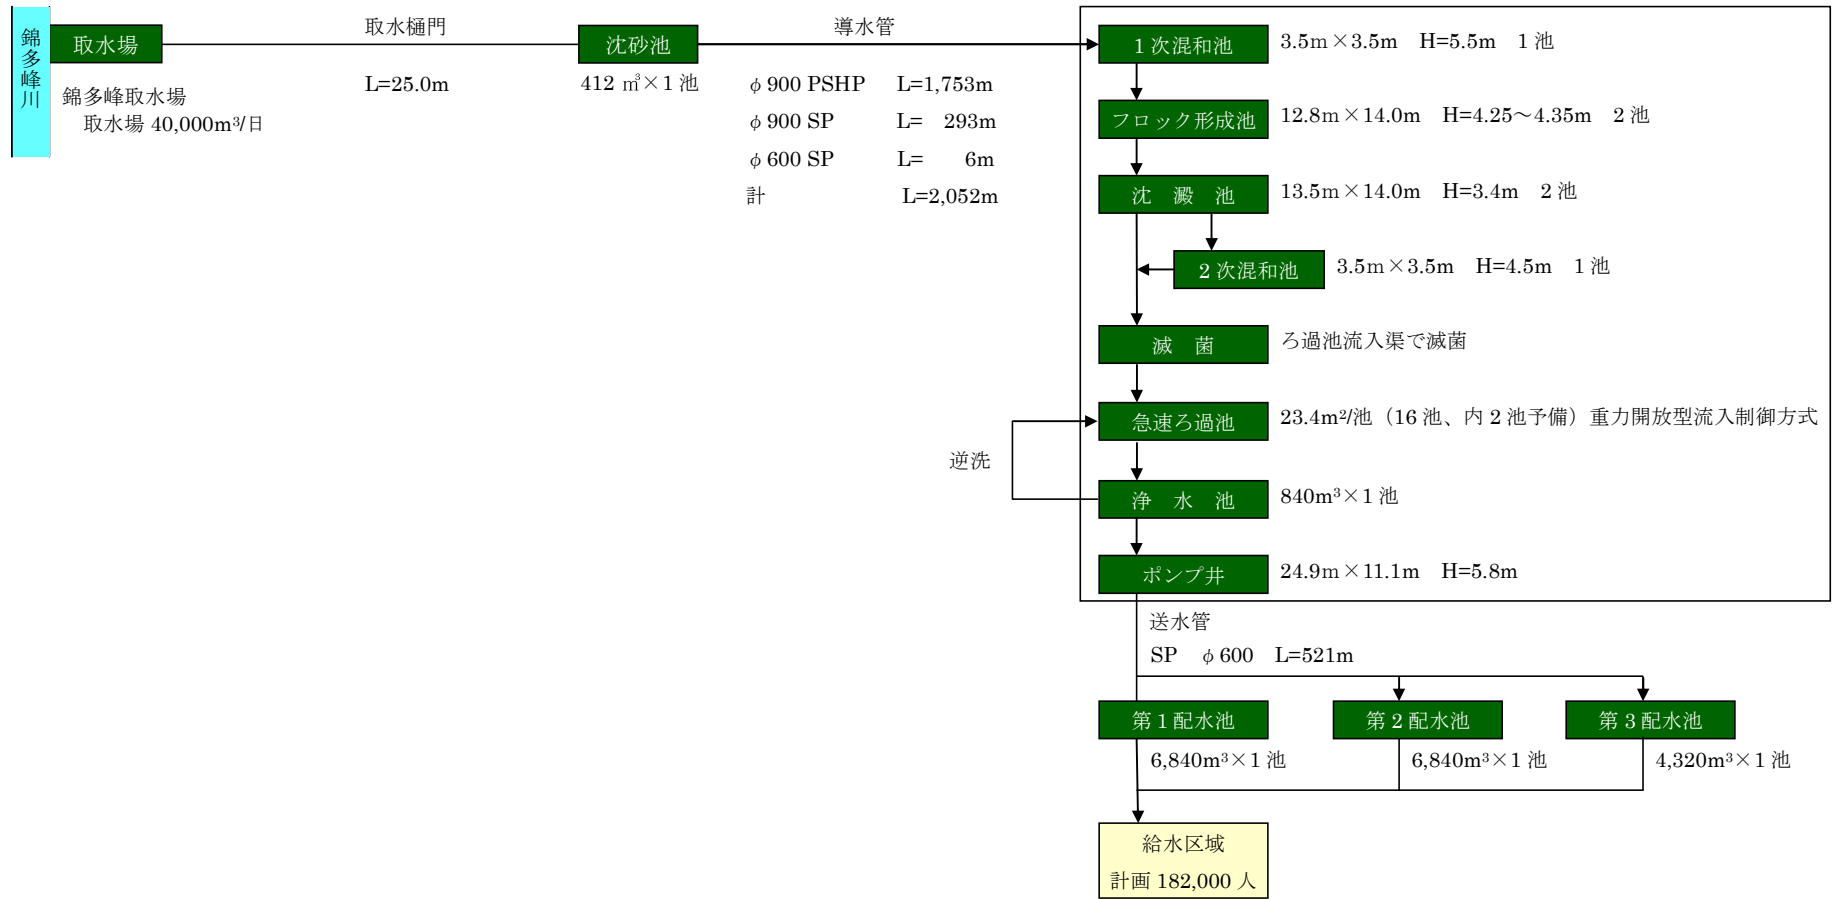 錦多峰川
取水場
錦多峰取水場
取水場 40,000m³/日
取水樋門
L=25.0m
沈砂池
412 ㎥×1 池
導水管
φ900 PSHP L=1,753m
φ900 SP L= 293m
φ600 SP L= 6m
計 L=2,052m
1 次混和池 3.5m×3.5m H=5.5m 1 池
フロック形成池 12.8m×14.0m H=4.25～4.35m 2 池
沈 澱 池 13.5m×14.0m H=3.4m 2 池
2 次混和池 3.5m×3.5m H=4.5m 1 池
滅 菌 ろ過池流入渠で滅菌
急速ろ過池 23.4m²/池（16 池、内 2 池予備）重力開放型流入制御方式
逆洗
浄 水 池 840m³×1 池
ポンプ井 24.9m×11.1m H=5.8m
送水管
SP φ600 L=521m
第 1 配水池 第 2 配水池 第 3 配水池
6,840m³×1 池 6,840m³×1 池 4,320m³×1 池
給水区域
計画 182,000 人